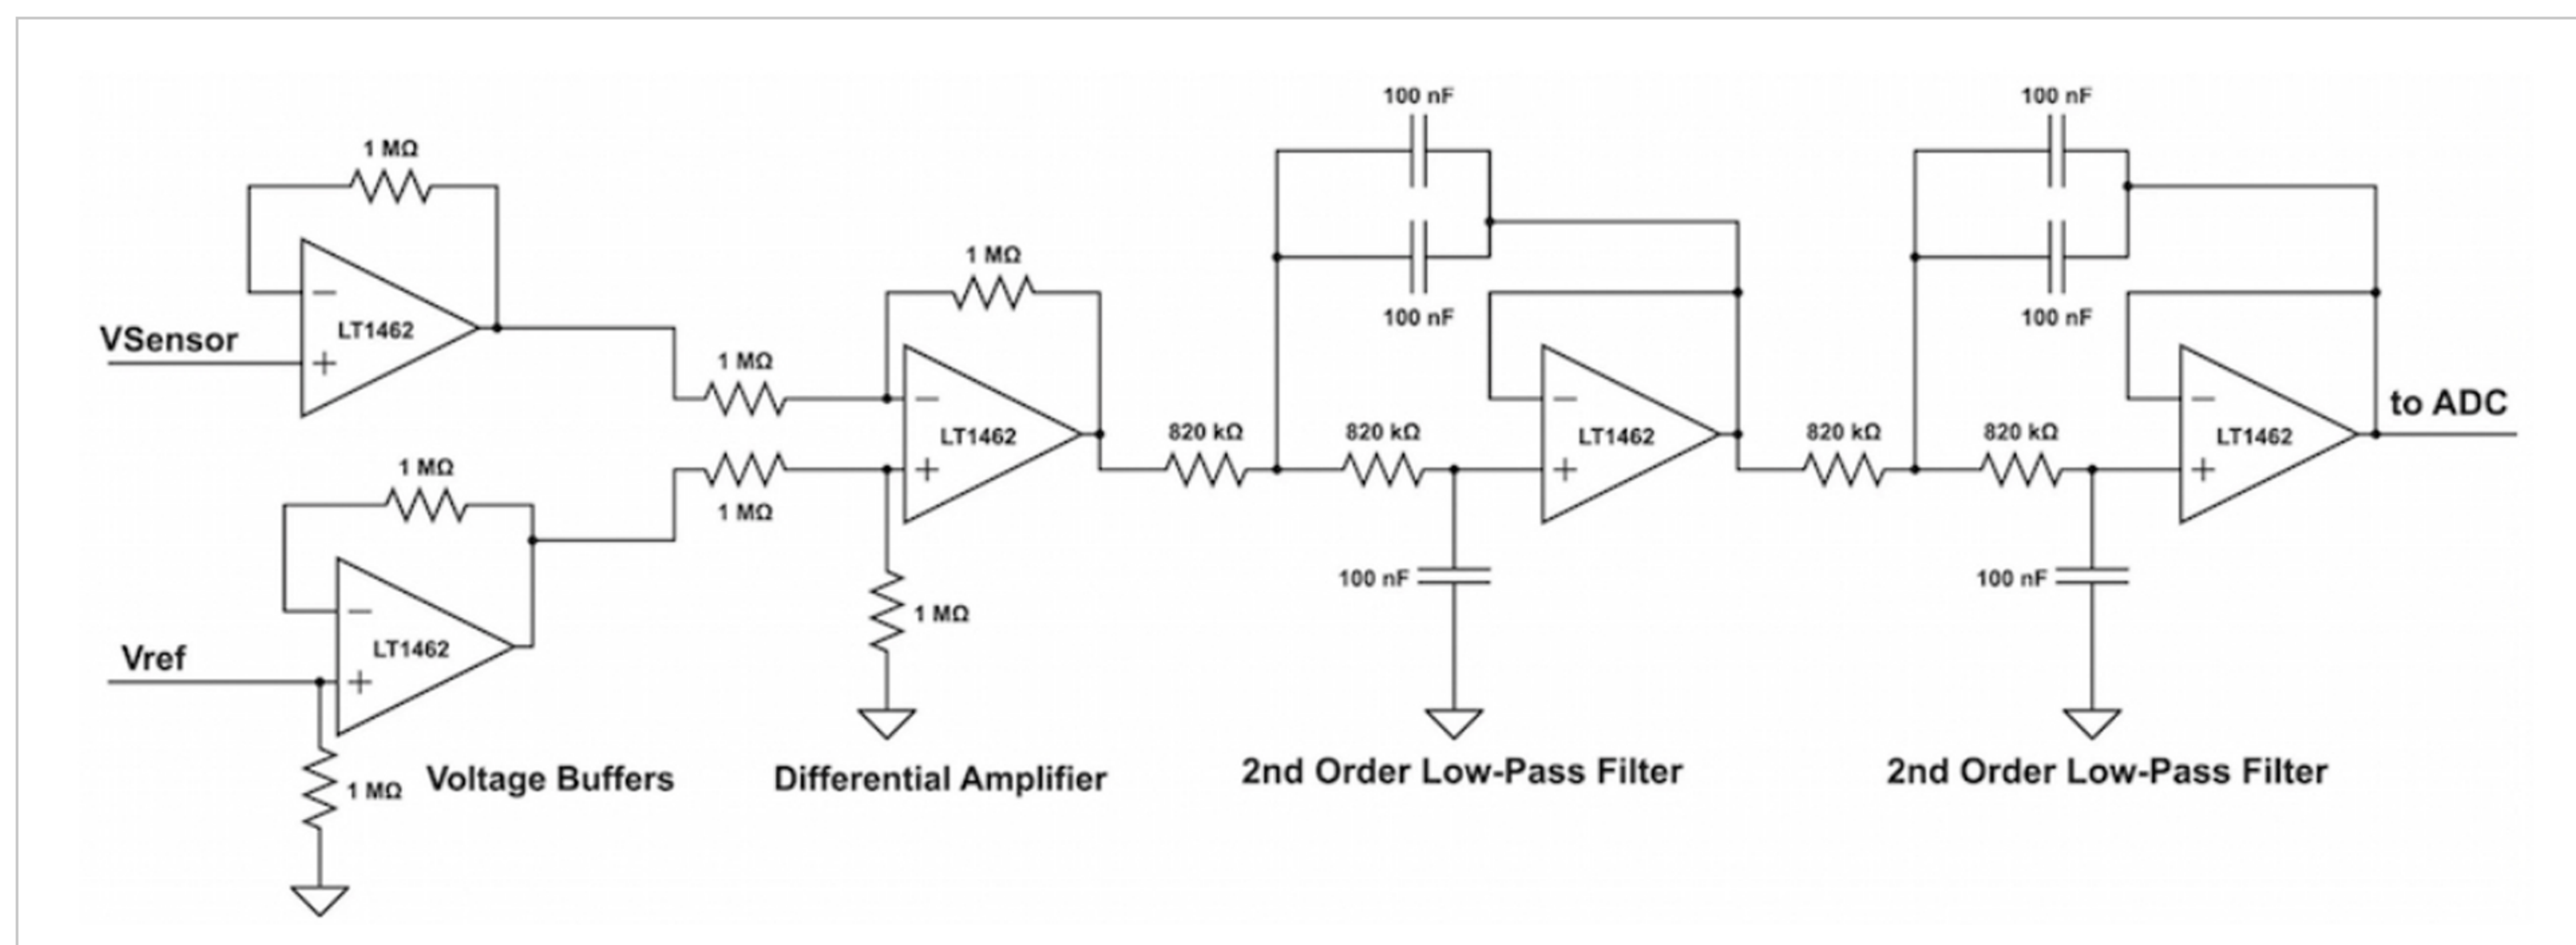 100 nF
100 nF
1 MΩ
1 MΩ
LT1462
VSensor
100 nF
100 nF
1 MΩ
LT1462
820 kΩ
820 kΩ
LT1462
820 kΩ
820 kΩ
LT1462
to ADC
1 MΩ
1 MΩ
LT1462
Vref
100 nF
100 nF
1 MΩ
1 MΩ
Voltage Buffers
Differential Amplifier
2nd Order Low-Pass Filter
2nd Order Low-Pass Filter